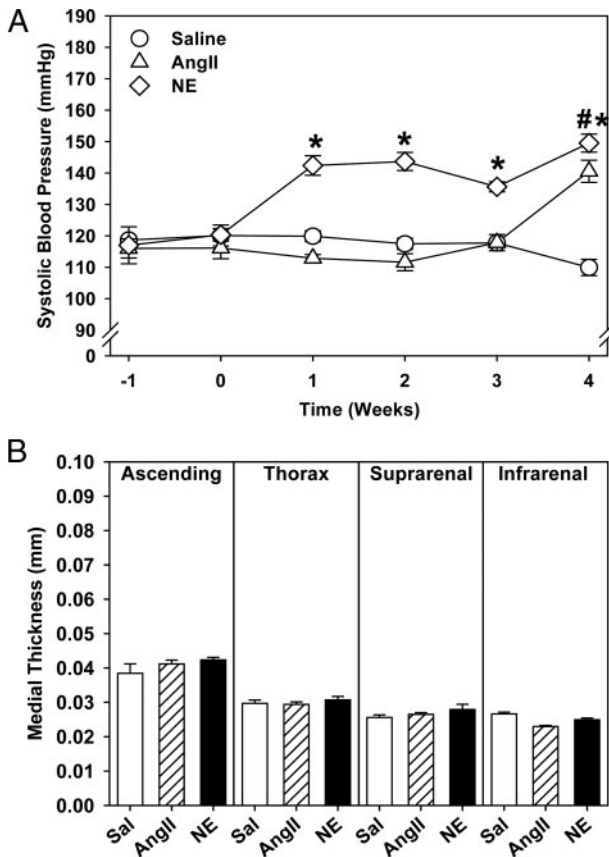 A
Systolic Blood Pressure (mmHg)
190
180
170
160
150
140
130
120
110
100
90
0
Saline
AngII
NE
*
*
*
#*
-1 0 1 2 3 4
Time (Weeks)
B
Medial Thickness (mm)
0.10
0.09
0.08
0.07
0.06
0.05
0.04
0.03
0.02
0.01
0.00
Ascending Thorax Suprarenal Infrarenal
Sal AngII NE Sal AngII NE Sal AngII NE Sal AngII NE